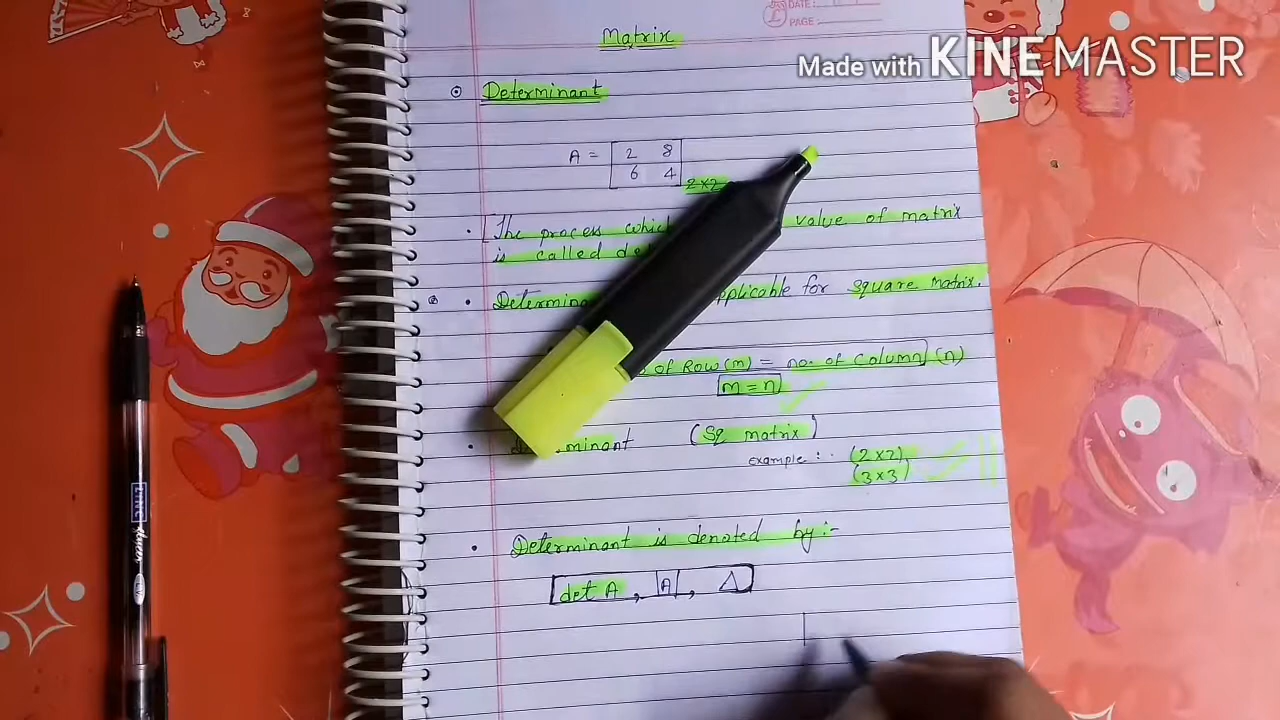 DATE:
PAGE
Made with KINEMASTER
Matrix
Determinant
A = 2 8
6 4
2×2
The process which value of matrix
is called
applicable for square matrix.
of Row (m) = no. of Column (n)
m = n
(Sq matrix)
example :- (2×2)
(3×3)
Determinant is denoted by :-
det A , |A| , Δ